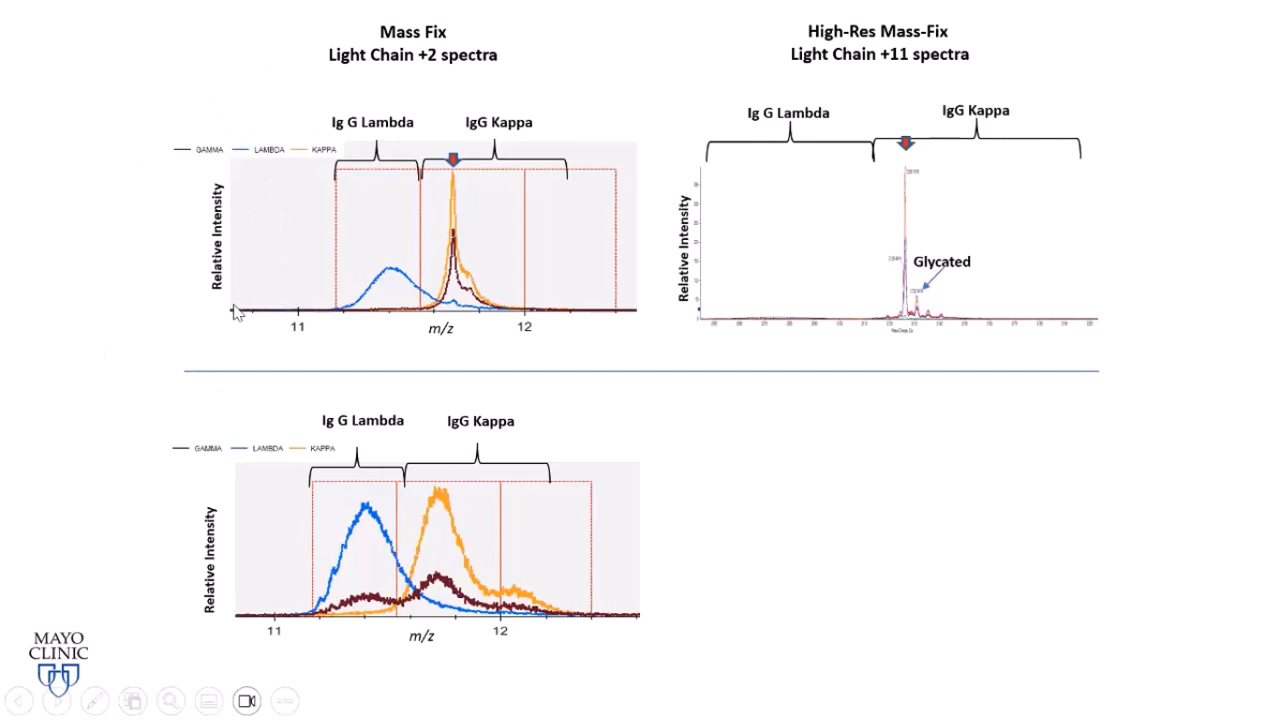 Mass Fix
Light Chain +2 spectra
High-Res Mass-Fix
Light Chain +11 spectra
Ig G Lambda
IgG Kappa
GAMMA
LAMBDA
KAPPA
Relative Intensity
11
12
m/z
Ig G Lambda
IgG Kappa
Relative Intensity
Glycated
Ig G Lambda
IgG Kappa
GAMMA
LAMBDA
KAPPA
Relative Intensity
11
12
m/z
MAYO
CLINIC